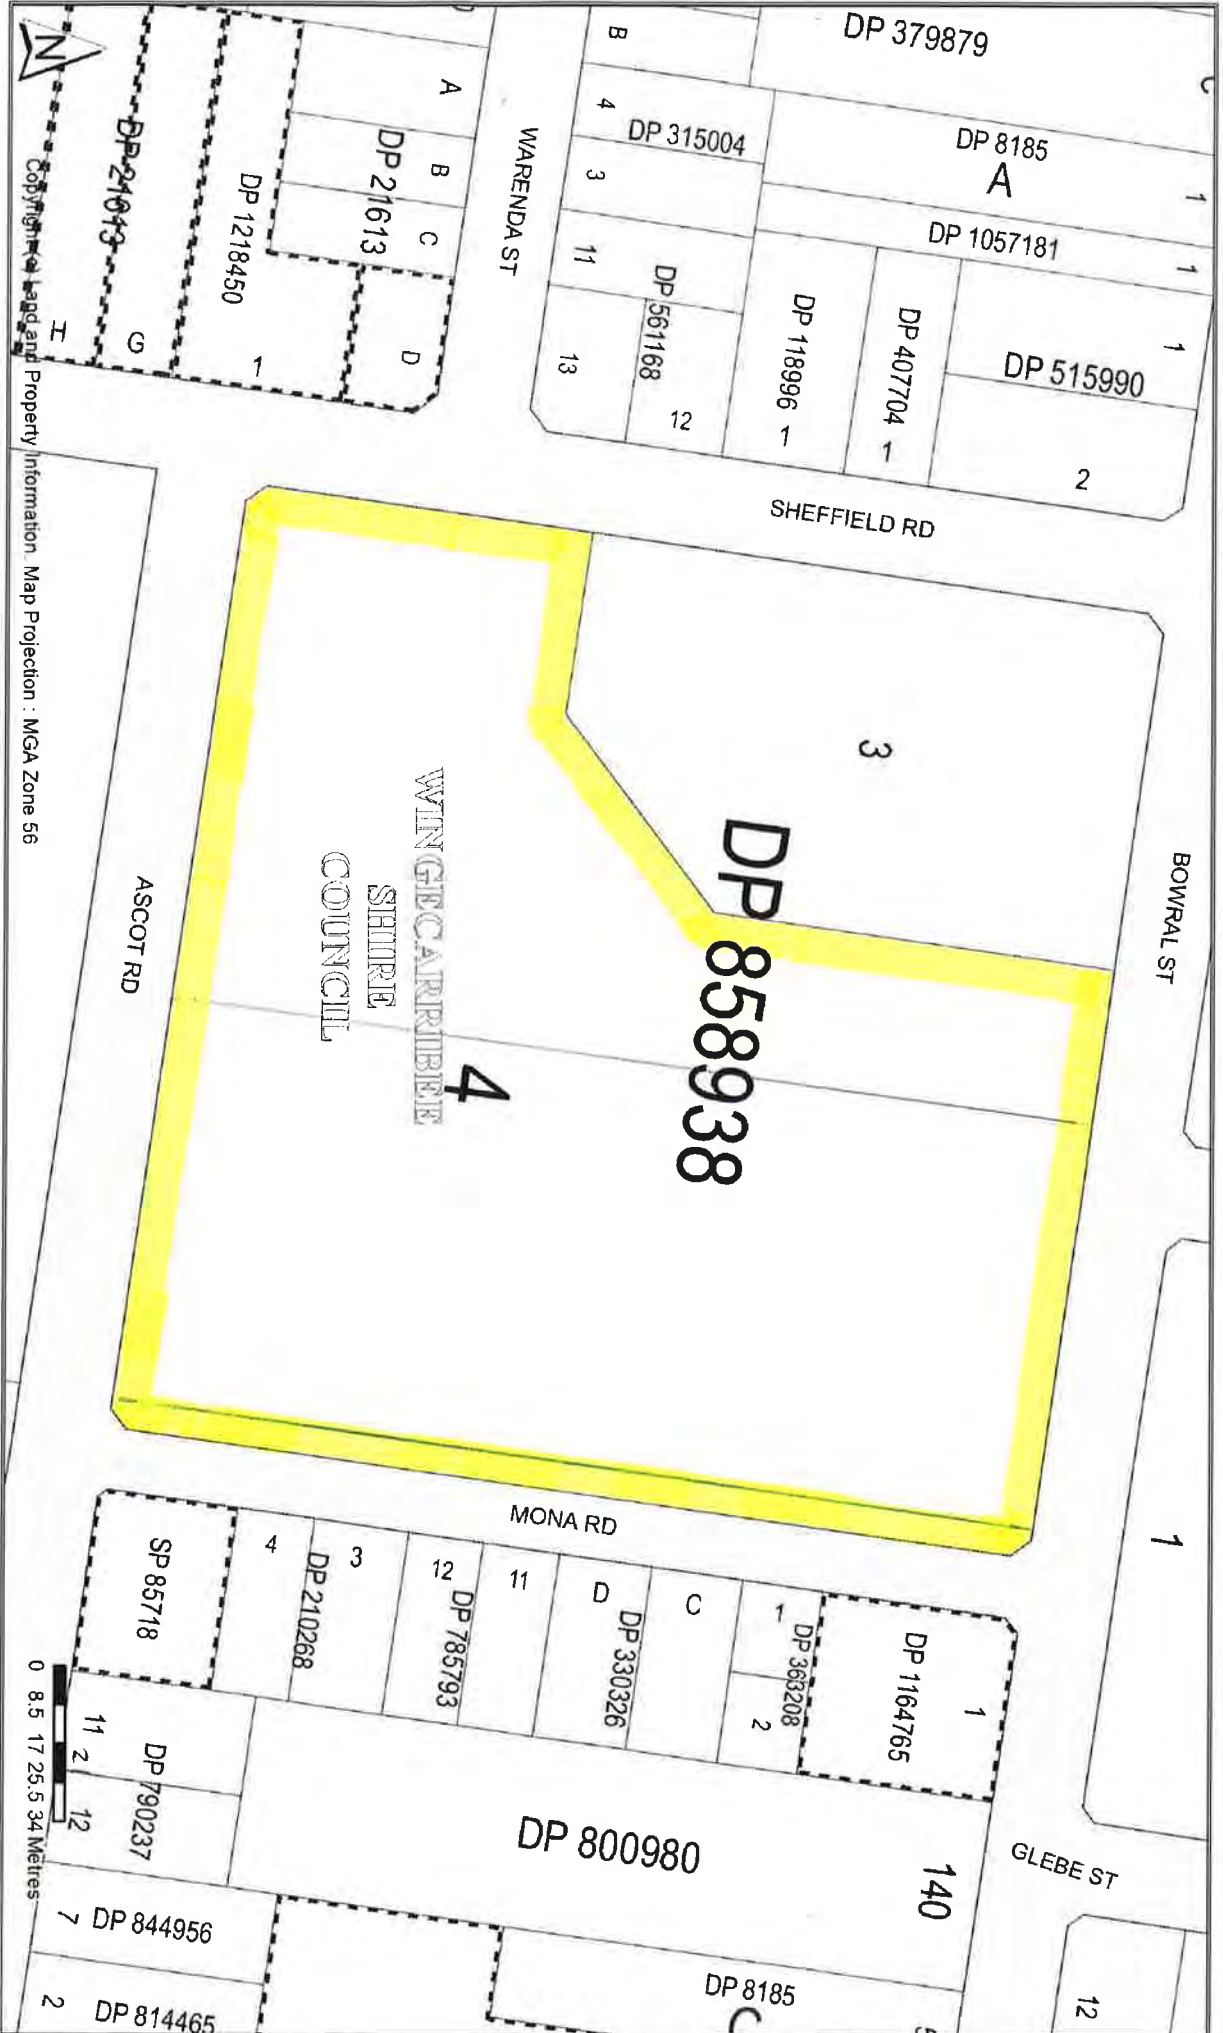 DP 379879
B
4
DP 315004
3
DP 8185
A
1
DP 1057181
1
1
DP 515990
2
DP 407704
1
DP 118996
1
11
DP 561168
12
13
WARENDA ST
A
B
C
DP 21613
D
DP 1218450
1
DP 21613
G
H
N
SHEFFIELD RD
BOWRAL ST
3
DP 858938
4
WINGECARRIBEE
SHIRE
COUNCIL
ASCOT RD
MONA RD
1
GLEBE ST
SP 85718
4
DP 210268
3
12
DP 785793
11
D
DP 330326
C
1
DP 363208
2
1
DP 1164765
11
2
DP 790237
12
DP 800980
140
7
DP 844956
2
DP 814465
DP 8185
C
12
Copyright (c) Land and Property Information. Map Projection : MGA Zone 56
0 8.5 17 25.5 34 Metres